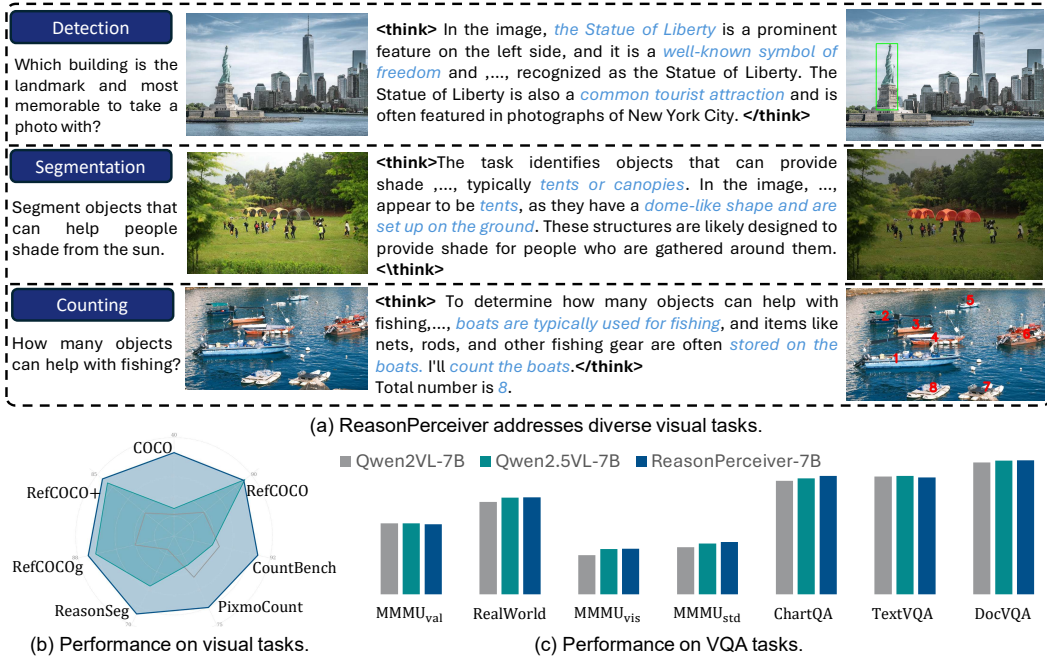 Detection
Which building is the
landmark and most
memorable to take a
photo with?
<think> In the image, the Statue of Liberty is a prominent
feature on the left side, and it is a well-known symbol of
freedom and ,..., recognized as the Statue of Liberty. The
Statue of Liberty is also a common tourist attraction and is
often featured in photographs of New York City. </think>
Segmentation
Segment objects that
can help people
shade from the sun.
<think>The task identifies objects that can provide
shade ,..., typically tents or canopies. In the image, ...,
appear to be tents, as they have a dome-like shape and are
set up on the ground. These structures are likely designed to
provide shade for people who are gathered around them.
<\think>
Counting
How many objects
can help with fishing?
<think> To determine how many objects can help with
fishing,..., boats are typically used for fishing, and items like
nets, rods, and other fishing gear are often stored on the
boats. I'll count the boats.</think>
Total number is 8.
5
2
3
4
1
8
7
(a) ReasonPerceiver addresses diverse visual tasks.
COCO
RefCOCO+
85
90
RefCOCO
RefCOCOg
CountBench
ReasonSeg
PixmoCount
(b) Performance on visual tasks.
Qwen2VL-7B
Qwen2.5VL-7B
ReasonPerceiver-7B
MMMUval
RealWorld
MMMUvis
MMMUstd
ChartQA
TextVQA
DocVQA
(c) Performance on VQA tasks.